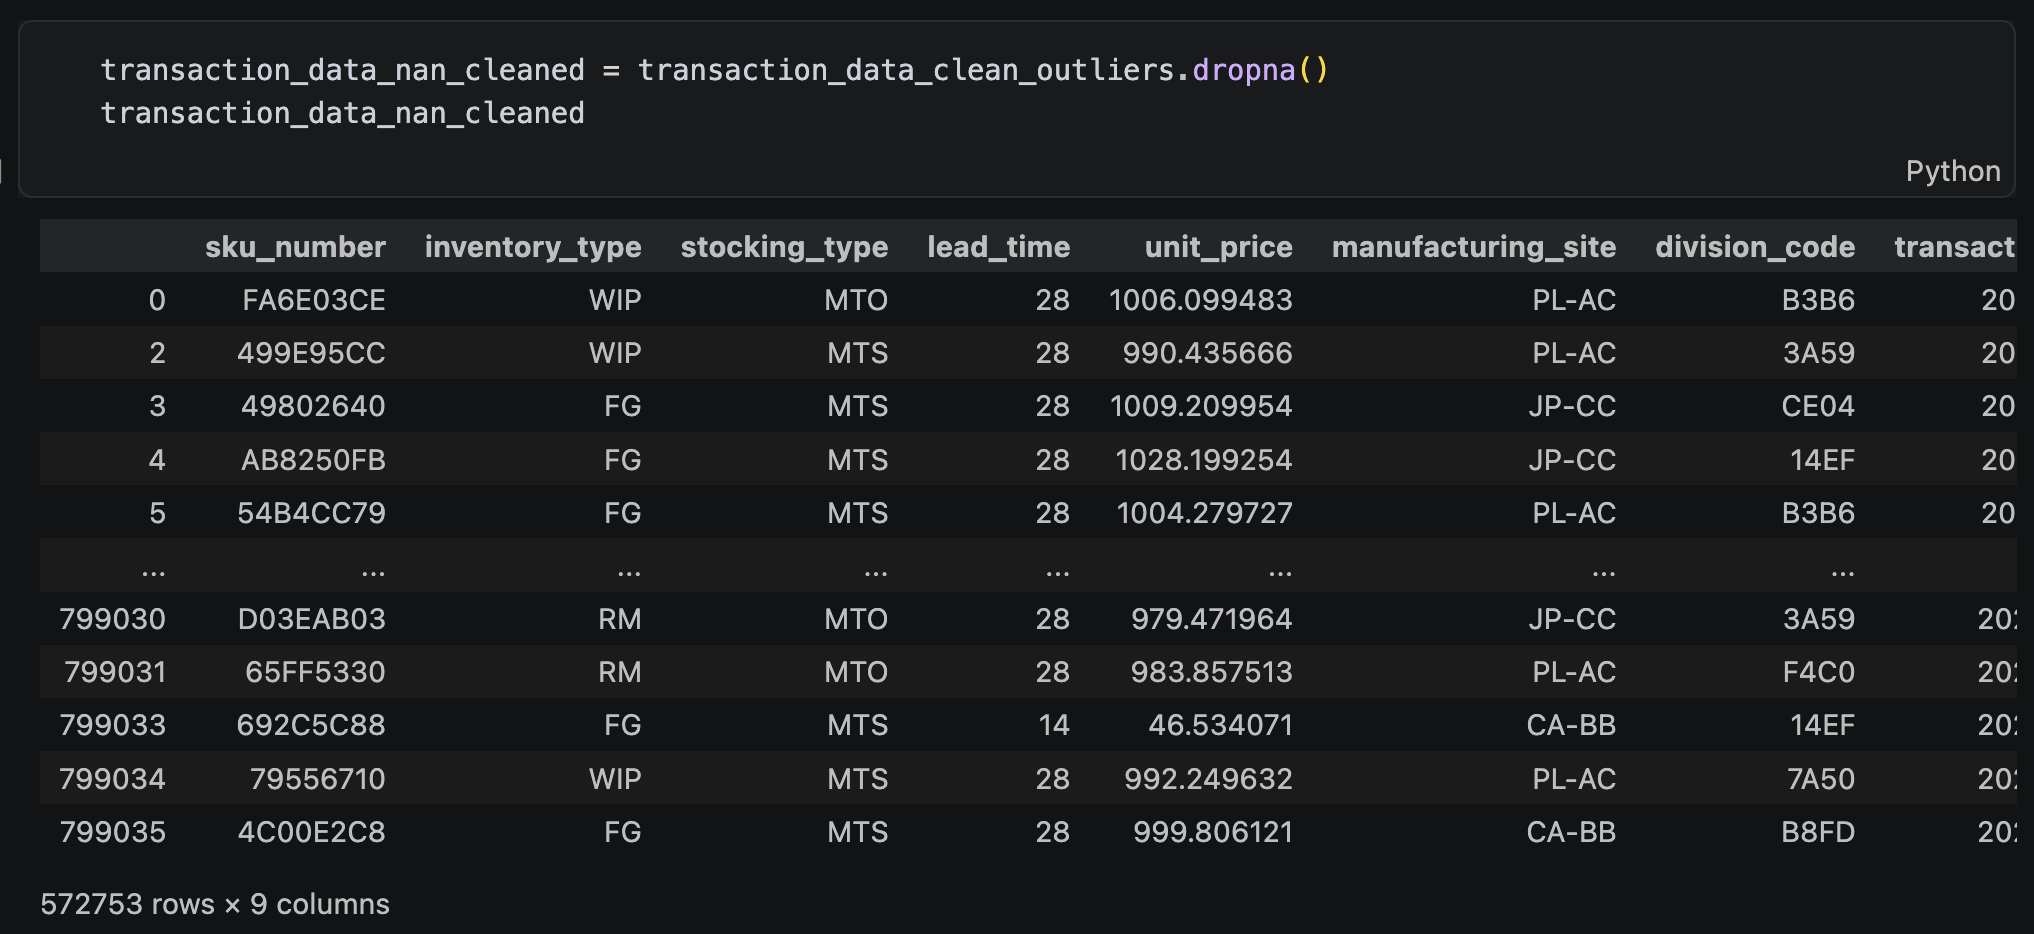 transaction_data_nan_cleaned = transaction_data_clean_outliers.dropna()
transaction_data_nan_cleaned
Python
sku_number inventory_type stocking_type lead_time unit_price manufacturing_site division_code transact
0 FA6E03CE WIP MTO 28 1006.099483 PL-AC B3B6 20
2 499E95CC WIP MTS 28 990.435666 PL-AC 3A59 20
3 49802640 FG MTS 28 1009.209954 JP-CC CE04 20
4 AB8250FB FG MTS 28 1028.199254 JP-CC 14EF 20
5 54B4CC79 FG MTS 28 1004.279727 PL-AC B3B6 20
... ... ... ... ... ... ... ...
799030 D03EAB03 RM MTO 28 979.471964 JP-CC 3A59 20
799031 65FF5330 RM MTO 28 983.857513 PL-AC F4C0 20
799033 692C5C88 FG MTS 14 46.534071 CA-BB 14EF 20
799034 79556710 WIP MTS 28 992.249632 PL-AC 7A50 20
799035 4C00E2C8 FG MTS 28 999.806121 CA-BB B8FD 20
572753 rows × 9 columns